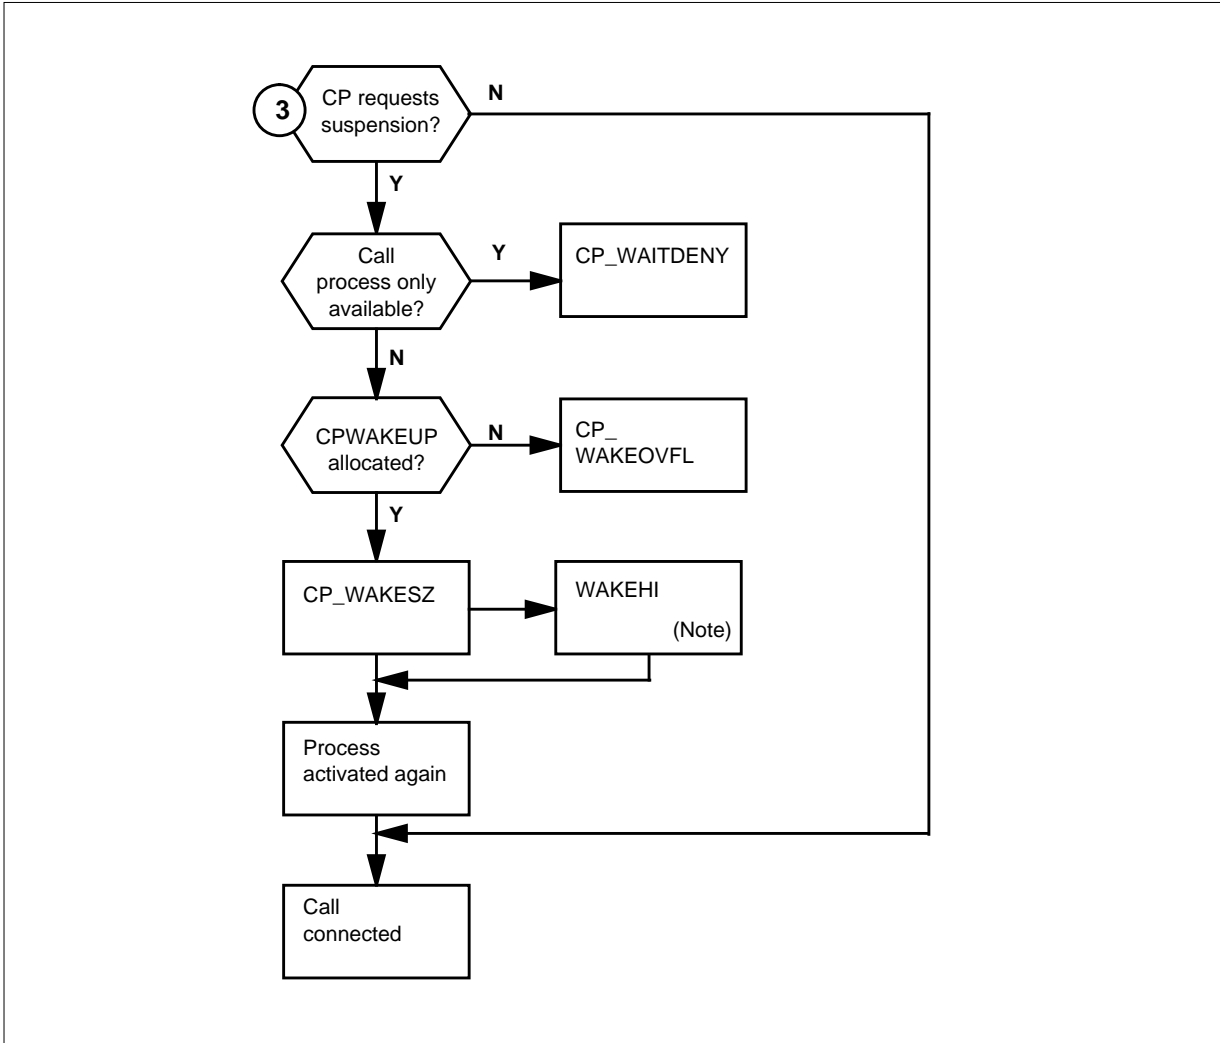 3
CP requests
suspension?
N
Y
Call
process only
available?
Y
CP_WAITDENY
N
CPWAKEUP
allocated?
N
CP_
WAKEOVFL
Y
CP_WAKESZ
WAKEHI
(Note)
Process
activated again
Call
connected